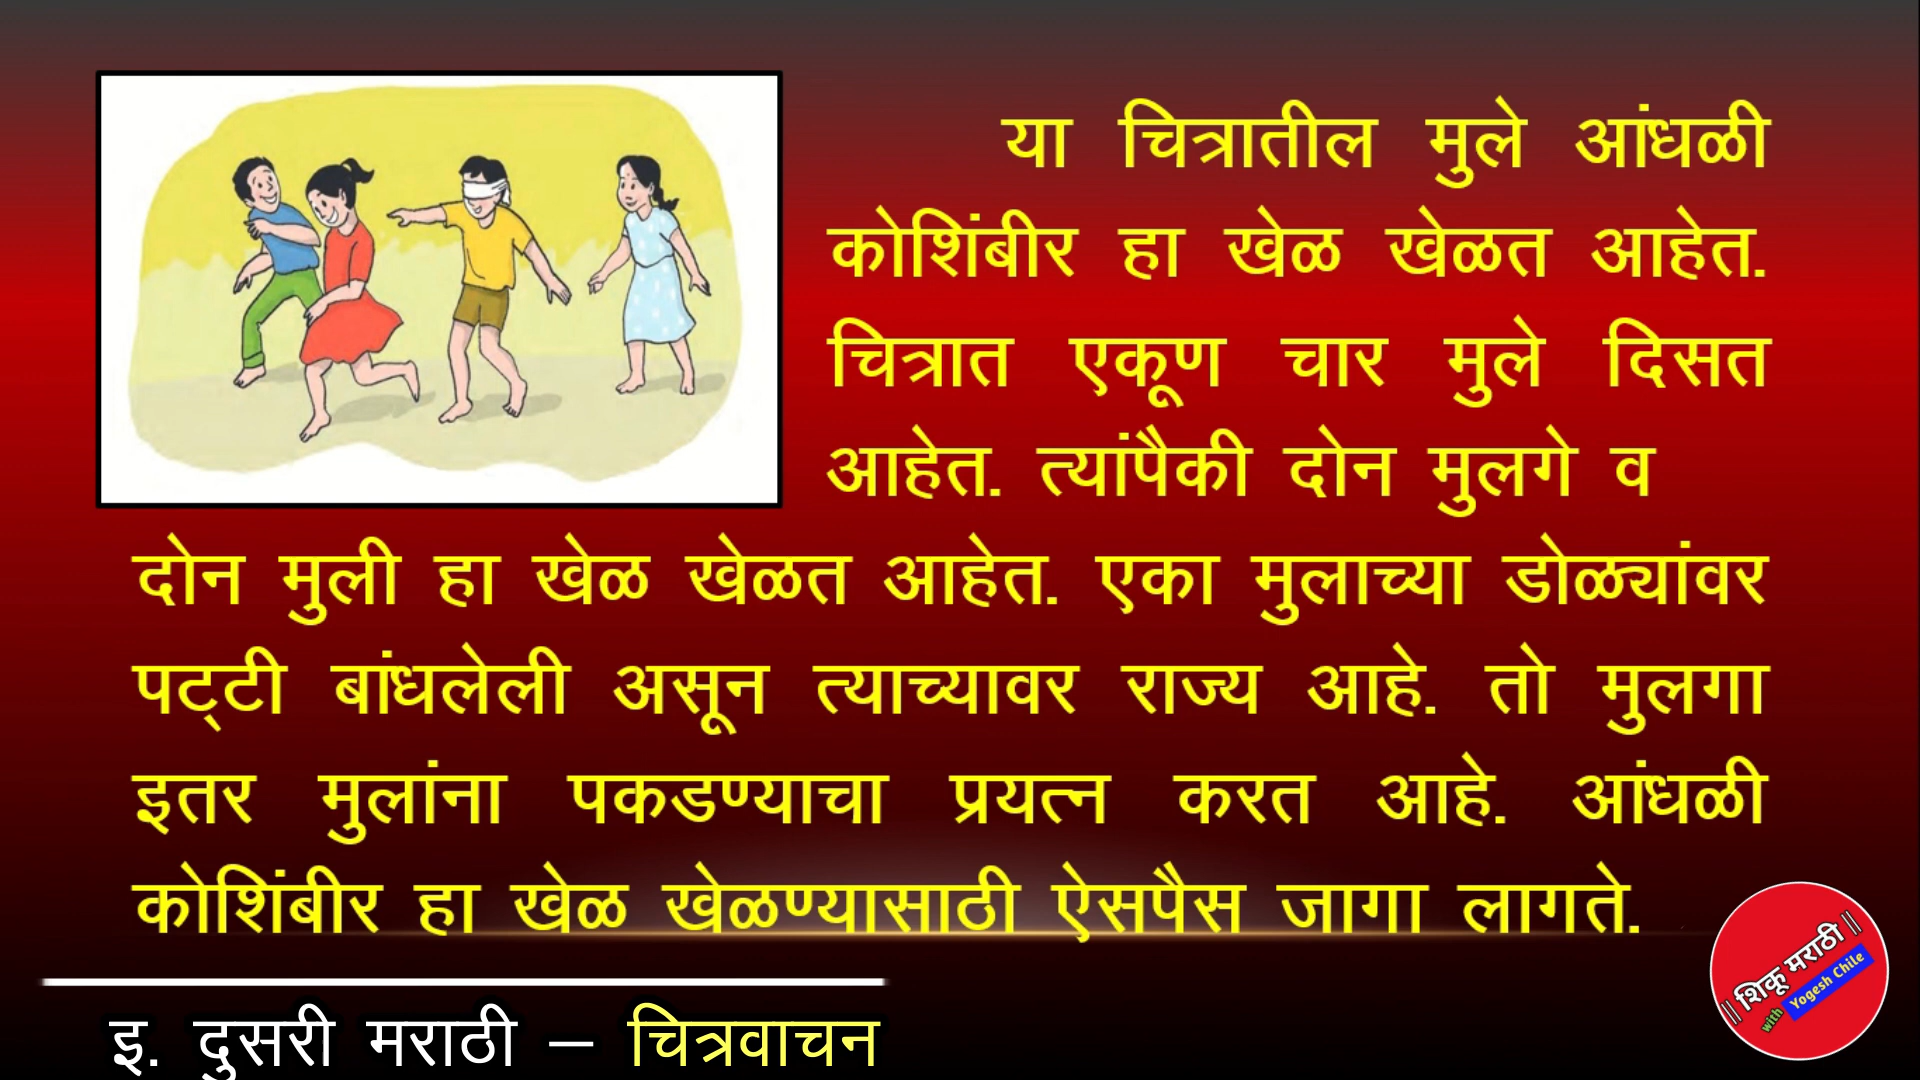 या चित्रातील मुले आंधळी
कोशिंबीर हा खेळ खेळत आहेत.
चित्रात एकूण चार मुले दिसत
आहेत. त्यांपैकी दोन मुलगे व
दोन मुली हा खेळ खेळत आहेत. एका मुलाच्या डोळ्यांवर
पट्टी बांधलेली असून त्याच्यावर राज्य आहे. तो मुलगा
इतर मुलांना पकडण्याचा प्रयत्न करत आहे. आंधळी
कोशिंबीर हा खेळ खेळण्यासाठी ऐसपैस जागा लागते.
इ. दुसरी मराठी – चित्रवाचन
|| शिकू मराठी ||
with Yogesh Chile